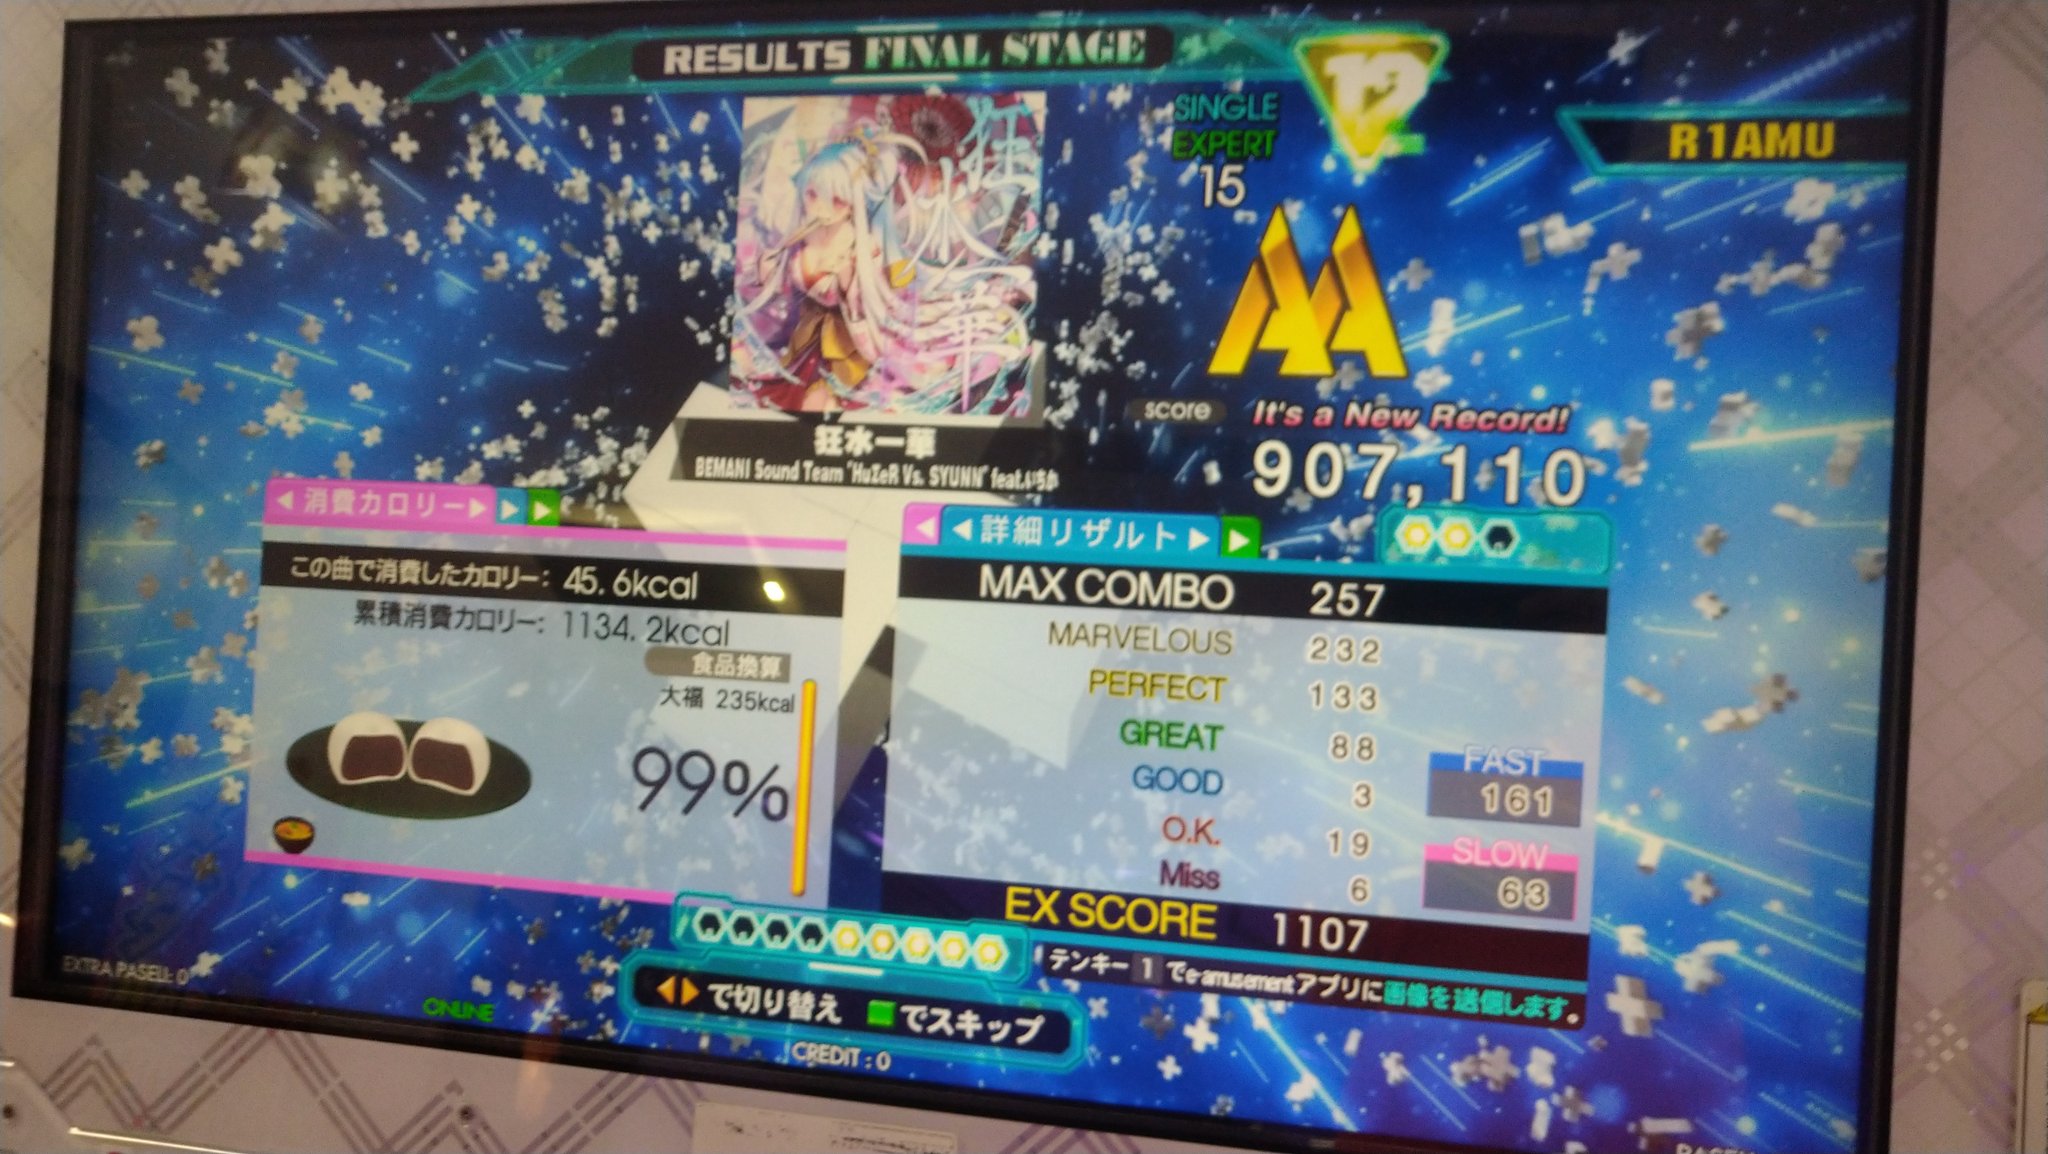 RESULTS FINAL STAGE
SINGLE
EXPERT
15
R1AMU
狂水一華
AA
score
It's a New Record!
907,110
狂水一華
BEMANI Sound Team "HuΣeR Vs. SYUNN" feat.いちか
消費カロリー
この曲で消費したカロリー: 45.6kcal
累積消費カロリー: 1134.2kcal
食品換算
大福 235kcal
99%
詳細リザルト
MAX COMBO 257
MARVELOUS 232
PERFECT 133
GREAT 88
GOOD 3
O.K. 19
Miss 6
FAST
161
SLOW
63
EX SCORE 1107
テンキー 1 でe-amusementアプリに画像を送信します。
で切り替え でスキップ
EXTRA PASELI: 0
ONLINE
CREDIT : 0